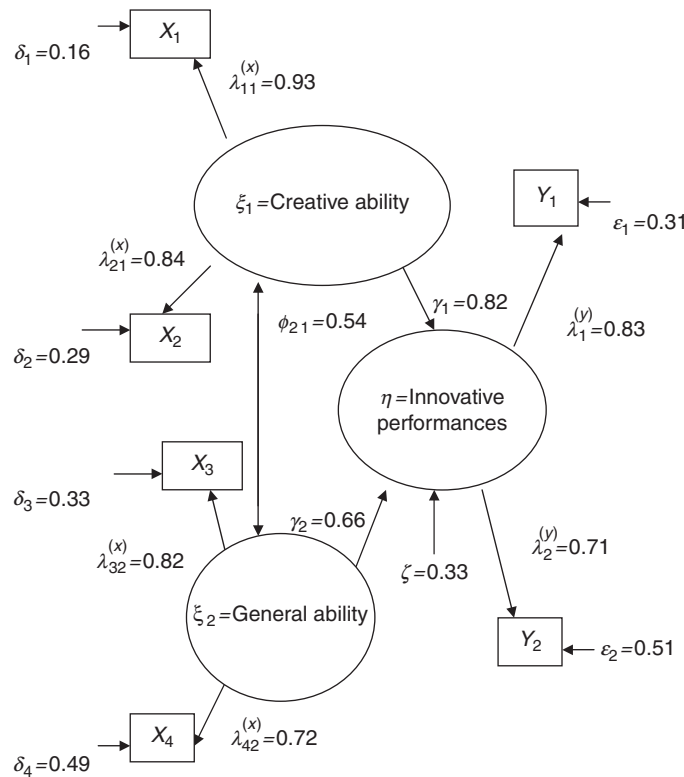 X₁
δ₁=0.16
λ₁₁⁽ˣ⁾=0.93
ξ₁=Creative ability
Y₁
ε₁=0.31
λ₂₁⁽ˣ⁾=0.84
γ₁=0.82
λ₁⁽ʸ⁾=0.83
ϕ₂₁=0.54
X₂
δ₂=0.29
η=Innovative
performances
X₃
δ₃=0.33
γ₂=0.66
λ₃₂⁽ˣ⁾=0.82
λ₂⁽ʸ⁾=0.71
ζ=0.33
ξ₂=General ability
Y₂
ε₂=0.51
X₄
λ₄₂⁽ˣ⁾=0.72
δ₄=0.49